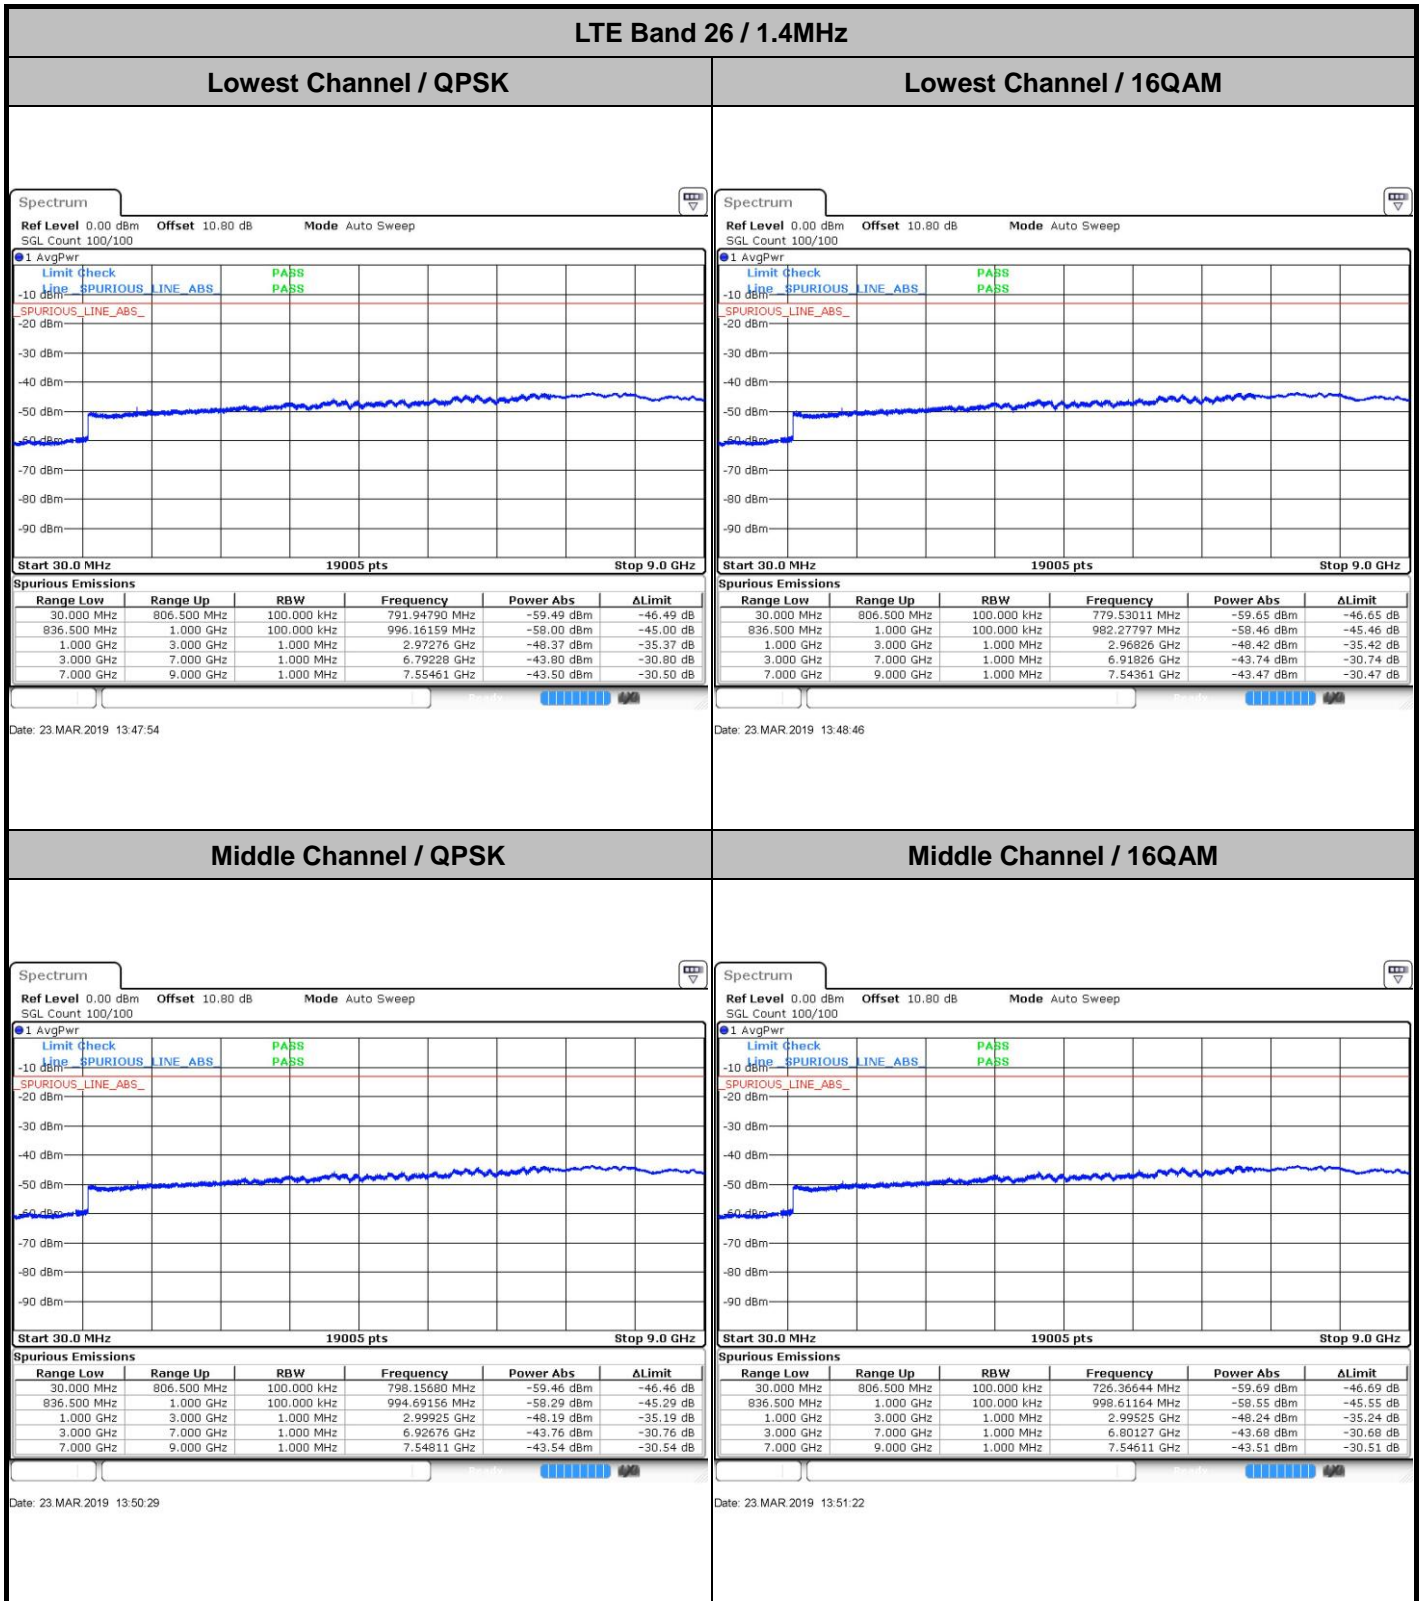 LTE Band 26 / 1.4MHz
Lowest Channel / QPSK
Lowest Channel / 16QAM
Spectrum
Ref Level 0.00 dBm Offset 10.80 dB Mode Auto Sweep
SGL Count 100/100
1 AvgPwr
Limit Check PASS
Line _SPURIOUS_LINE_ABS_ PASS
-10 dBm
_SPURIOUS_LINE_ABS_
-20 dBm
-30 dBm
-40 dBm
-50 dBm
-60 dBm
-70 dBm
-80 dBm
-90 dBm
Start 30.0 MHz 19005 pts Stop 9.0 GHz
Spurious Emissions
Range Low Range Up RBW Frequency Power Abs ΔLimit
30.000 MHz 806.500 MHz 100.000 kHz 791.94790 MHz -59.49 dBm -46.49 dB
836.500 MHz 1.000 GHz 100.000 kHz 996.16159 MHz -58.00 dBm -45.00 dB
1.000 GHz 3.000 GHz 1.000 MHz 2.97276 GHz -48.37 dBm -35.37 dB
3.000 GHz 7.000 GHz 1.000 MHz 6.79228 GHz -43.80 dBm -30.80 dB
7.000 GHz 9.000 GHz 1.000 MHz 7.55461 GHz -43.50 dBm -30.50 dB
Date: 23.MAR.2019 13:47:54
Spectrum
Ref Level 0.00 dBm Offset 10.80 dB Mode Auto Sweep
SGL Count 100/100
1 AvgPwr
Limit Check PASS
Line _SPURIOUS_LINE_ABS_ PASS
-10 dBm
_SPURIOUS_LINE_ABS_
-20 dBm
-30 dBm
-40 dBm
-50 dBm
-60 dBm
-70 dBm
-80 dBm
-90 dBm
Start 30.0 MHz 19005 pts Stop 9.0 GHz
Spurious Emissions
Range Low Range Up RBW Frequency Power Abs ΔLimit
30.000 MHz 806.500 MHz 100.000 kHz 779.53011 MHz -59.65 dBm -46.65 dB
836.500 MHz 1.000 GHz 100.000 kHz 982.27797 MHz -58.46 dBm -45.46 dB
1.000 GHz 3.000 GHz 1.000 MHz 2.96826 GHz -48.42 dBm -35.42 dB
3.000 GHz 7.000 GHz 1.000 MHz 6.91826 GHz -43.74 dBm -30.74 dB
7.000 GHz 9.000 GHz 1.000 MHz 7.54361 GHz -43.47 dBm -30.47 dB
Date: 23.MAR.2019 13:48:46
Middle Channel / QPSK
Middle Channel / 16QAM
Spectrum
Ref Level 0.00 dBm Offset 10.80 dB Mode Auto Sweep
SGL Count 100/100
1 AvgPwr
Limit Check PASS
Line _SPURIOUS_LINE_ABS_ PASS
-10 dBm
_SPURIOUS_LINE_ABS_
-20 dBm
-30 dBm
-40 dBm
-50 dBm
-60 dBm
-70 dBm
-80 dBm
-90 dBm
Start 30.0 MHz 19005 pts Stop 9.0 GHz
Spurious Emissions
Range Low Range Up RBW Frequency Power Abs ΔLimit
30.000 MHz 806.500 MHz 100.000 kHz 798.15680 MHz -59.46 dBm -46.46 dB
836.500 MHz 1.000 GHz 100.000 kHz 994.69156 MHz -58.29 dBm -45.29 dB
1.000 GHz 3.000 GHz 1.000 MHz 2.99925 GHz -48.19 dBm -35.19 dB
3.000 GHz 7.000 GHz 1.000 MHz 6.92676 GHz -43.76 dBm -30.76 dB
7.000 GHz 9.000 GHz 1.000 MHz 7.54811 GHz -43.54 dBm -30.54 dB
Date: 23.MAR.2019 13:50:29
Spectrum
Ref Level 0.00 dBm Offset 10.80 dB Mode Auto Sweep
SGL Count 100/100
1 AvgPwr
Limit Check PASS
Line _SPURIOUS_LINE_ABS_ PASS
-10 dBm
_SPURIOUS_LINE_ABS_
-20 dBm
-30 dBm
-40 dBm
-50 dBm
-60 dBm
-70 dBm
-80 dBm
-90 dBm
Start 30.0 MHz 19005 pts Stop 9.0 GHz
Spurious Emissions
Range Low Range Up RBW Frequency Power Abs ΔLimit
30.000 MHz 806.500 MHz 100.000 kHz 726.36644 MHz -59.69 dBm -46.69 dB
836.500 MHz 1.000 GHz 100.000 kHz 998.61164 MHz -58.55 dBm -45.55 dB
1.000 GHz 3.000 GHz 1.000 MHz 2.99525 GHz -48.24 dBm -35.24 dB
3.000 GHz 7.000 GHz 1.000 MHz 6.80127 GHz -43.68 dBm -30.68 dB
7.000 GHz 9.000 GHz 1.000 MHz 7.54611 GHz -43.51 dBm -30.51 dB
Date: 23.MAR.2019 13:51:22